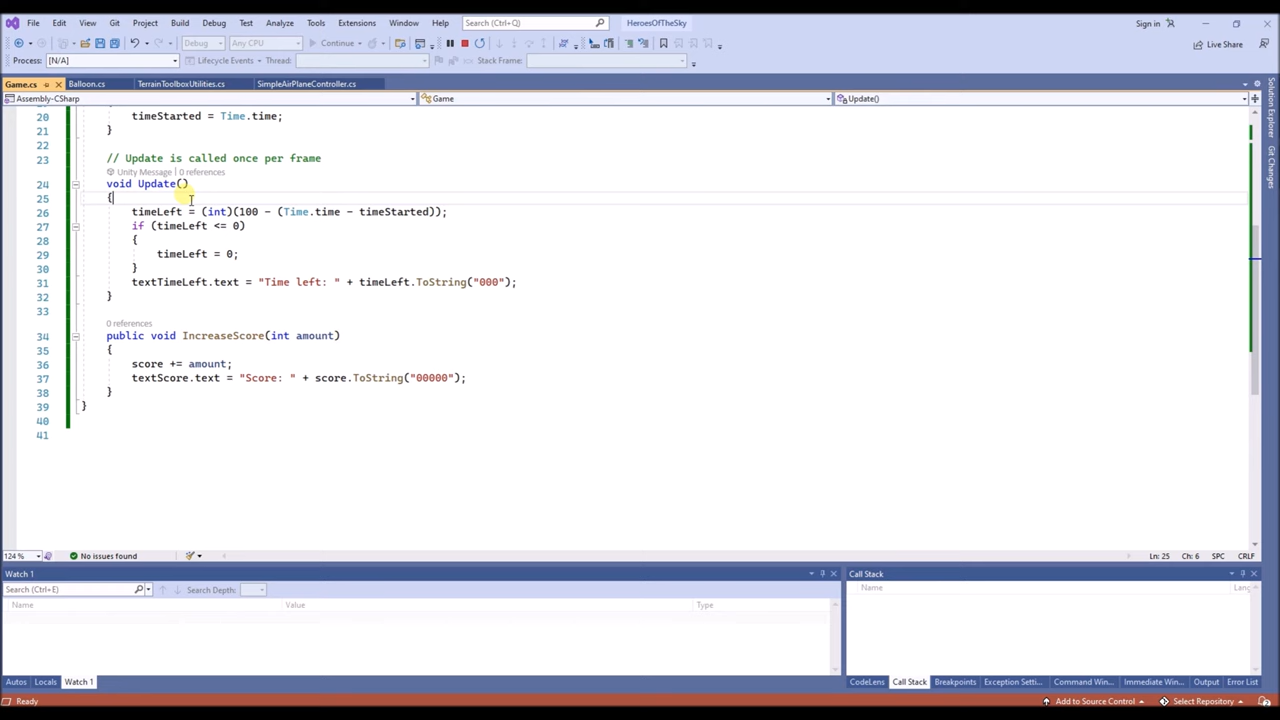 File Edit View Project Build Debug Test Analyze Tools Extensions Window Help Search (Ctrl+Q) HeroesOfTheSky Sign in
Debug Any CPU Continue Live Share
Process: [N/A] Lifecycle Events Thread: Stack Frame:
Game.cs Balloon.cs TerrainToolboxUtilities.cs SimpleAirPlaneController.cs
Assembly-CSharp Game Update()
20 timeStarted = Time.time;
21 }
22
23 // Update is called once per frame
Unity Message | 0 references
24 void Update()
25 {
26 timeLeft = (int)(100 - (Time.time - timeStarted));
27 if (timeLeft <= 0)
28 {
29 timeLeft = 0;
30 }
31 textTimeLeft.text = "Time left: " + timeLeft.ToString("000");
32 }
33
0 references
34 public void IncreaseScore(int amount)
35 {
36 score += amount;
37 textScore.text = "Score: " + score.ToString("00000");
38 }
39 }
40
41
124 % No issues found Ln: 25 Ch: 6 SPC CRLF
Watch 1 Call Stack
Search (Ctrl+E) Search Depth: Name
Name Value Type
Autos Locals Watch 1 CodeLens Call Stack Breakpoints Exception Setti... Command Win... Immediate Win... Output Error List
Ready Add to Source Control Select Repository
Solution Explorer
Git Changes